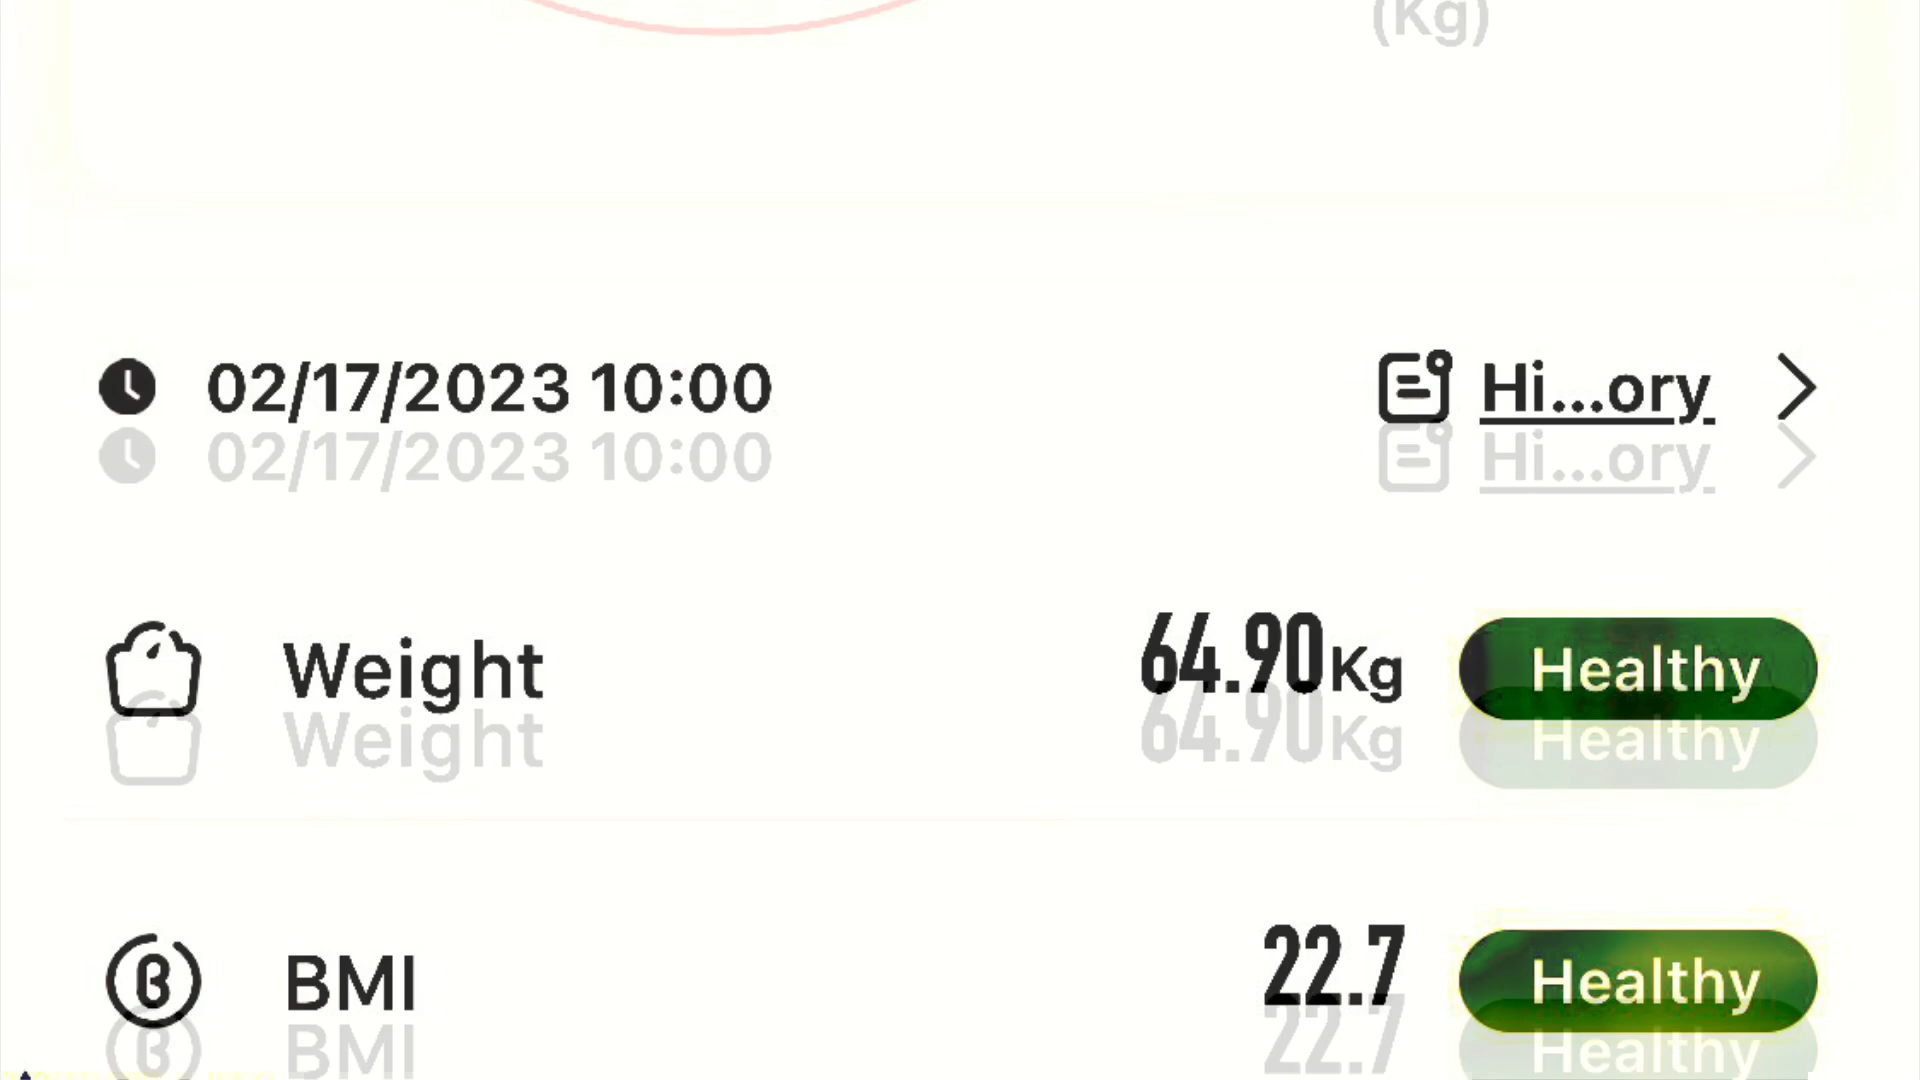 (Kg)
02/17/2023 10:00 Hi...ory
02/17/2023 10:00 Hi...ory
Weight 64.90Kg Healthy
Weight 64.90Kg Healthy
BMI 22.7 Healthy
BMI 22.7 Healthy